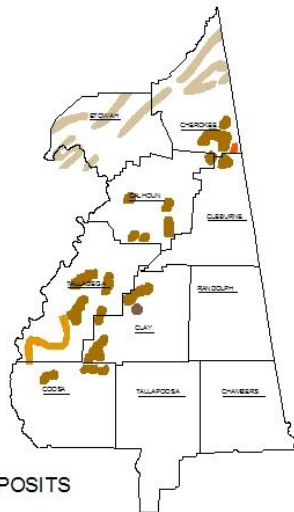 ETOWAH
CHEROKEE
CALHOUN
CLEBURNE
TALLADEGA
RANDOLPH
CLAY
COOSA
TALLAPOOSA
CHAMBERS
POSITS